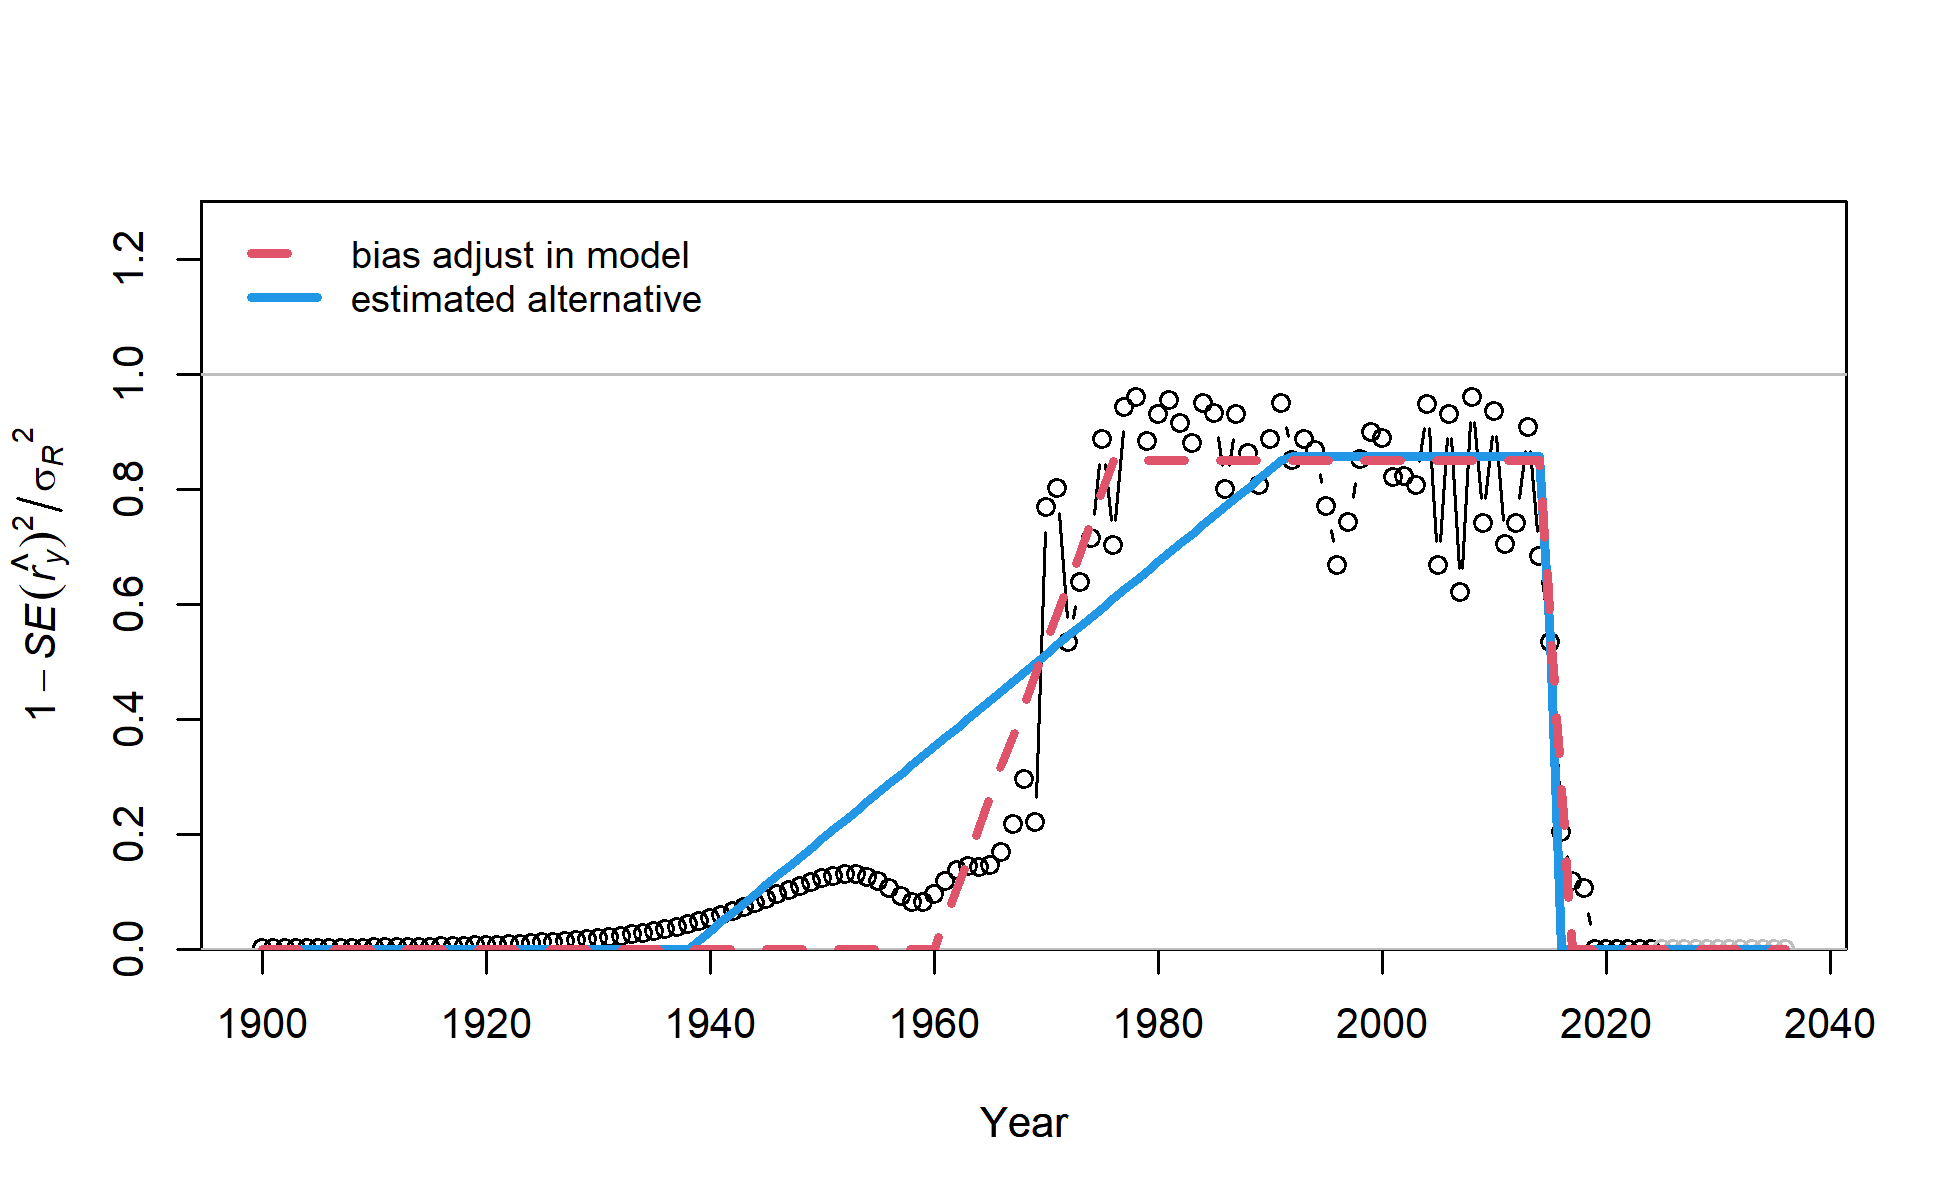 bias adjust in model
estimated alternative
1 − SE(r̂y)² / σR²
1.2
1.0
0.8
0.6
0.4
0.2
0.0
1900 1920 1940 1960 1980 2000 2020 2040
Year